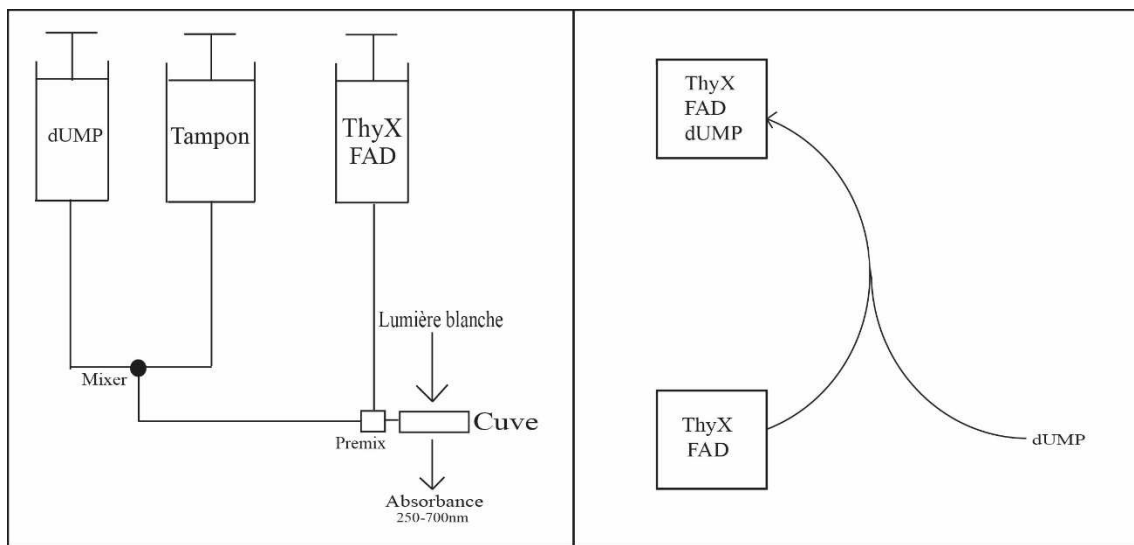 dUMP
Tampon
ThyX
FAD
Lumière blanche
Mixer
Premix
Cuve
Absorbance
250-700nm
ThyX
FAD
dUMP
ThyX
FAD
dUMP